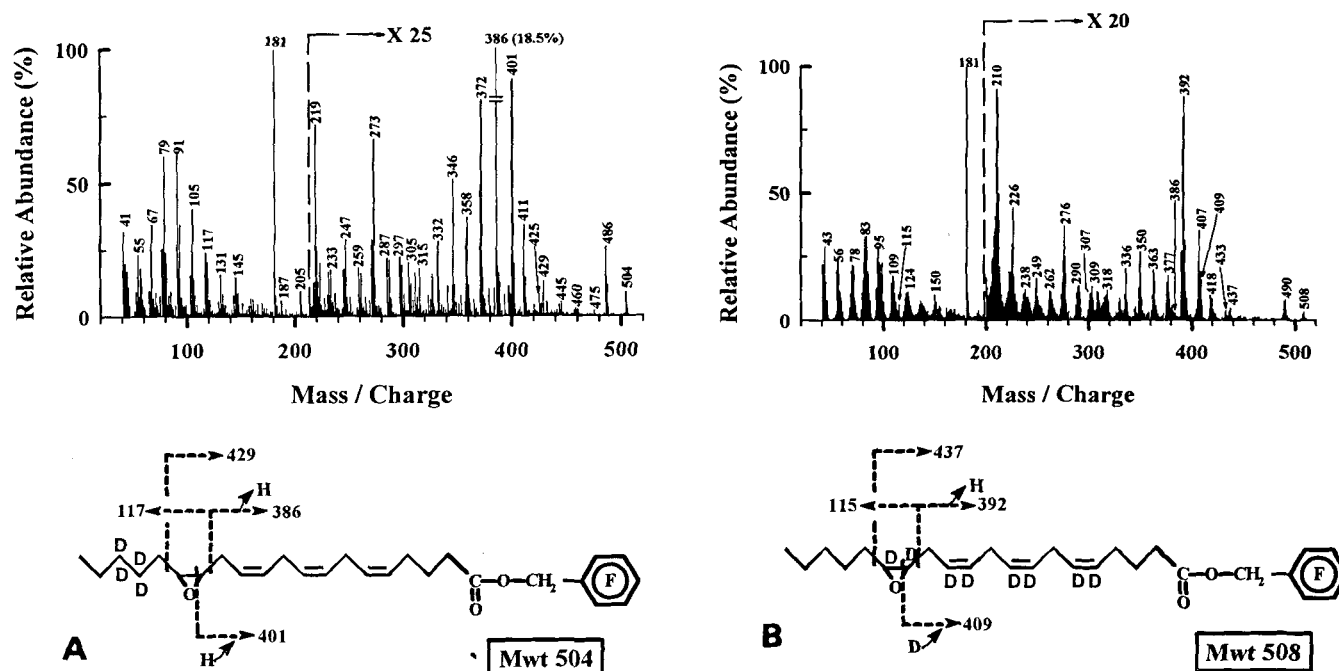 X 25
X 20
386 (18.5%)
Relative Abundance (%)
100
50
0
41
55
67
79
91
105
117
131
145
181
187
205
219
233
247
259
273
287
297
305
315
332
346
358
372
401
411
425
429
445
460
475
486
504
100
200
300
400
500
Mass / Charge
Relative Abundance (%)
100
50
0
43
56
78
83
95
109
115
124
150
181
210
226
238
249
262
276
290
307
309
318
336
350
363
377
386
392
407
409
418
433
437
490
508
100
200
300
400
500
Mass / Charge
429
H
117
386
D
D
D
D
O
C
O
O-CH2
F
H
401
A
Mwt 504
437
H
115
392
D
D
O
D D
D D
D D
C
O
O-CH2
F
D
409
B
Mwt 508